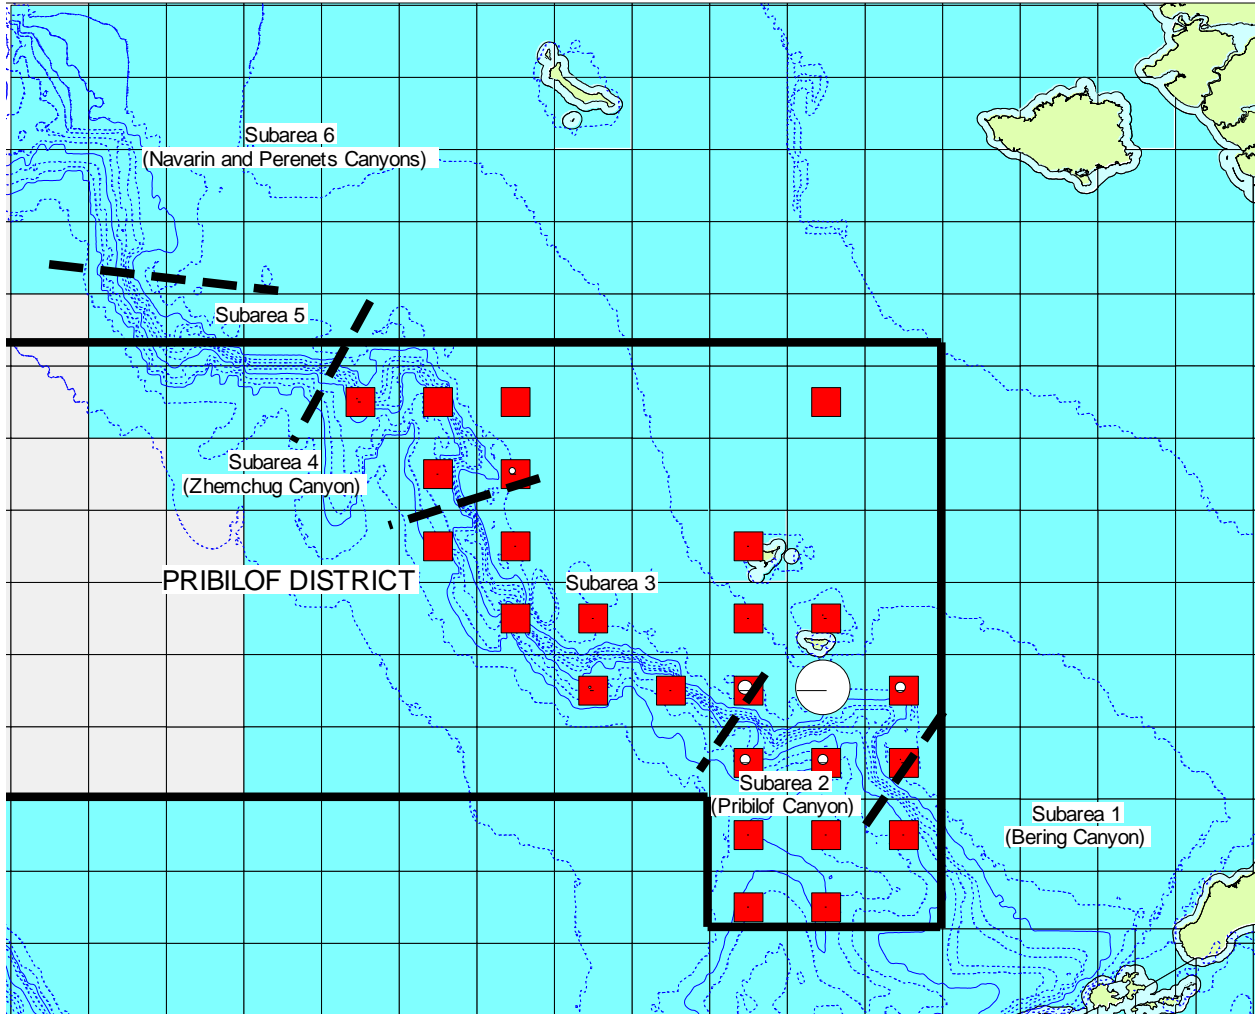 Subarea 6
(Navarin and Perenets Canyons)
Subarea 5
Subarea 4
(Zhemchug Canyon)
PRIBILOF DISTRICT
Subarea 3
Subarea 2
(Pribilof Canyon)
Subarea 1
(Bering Canyon)